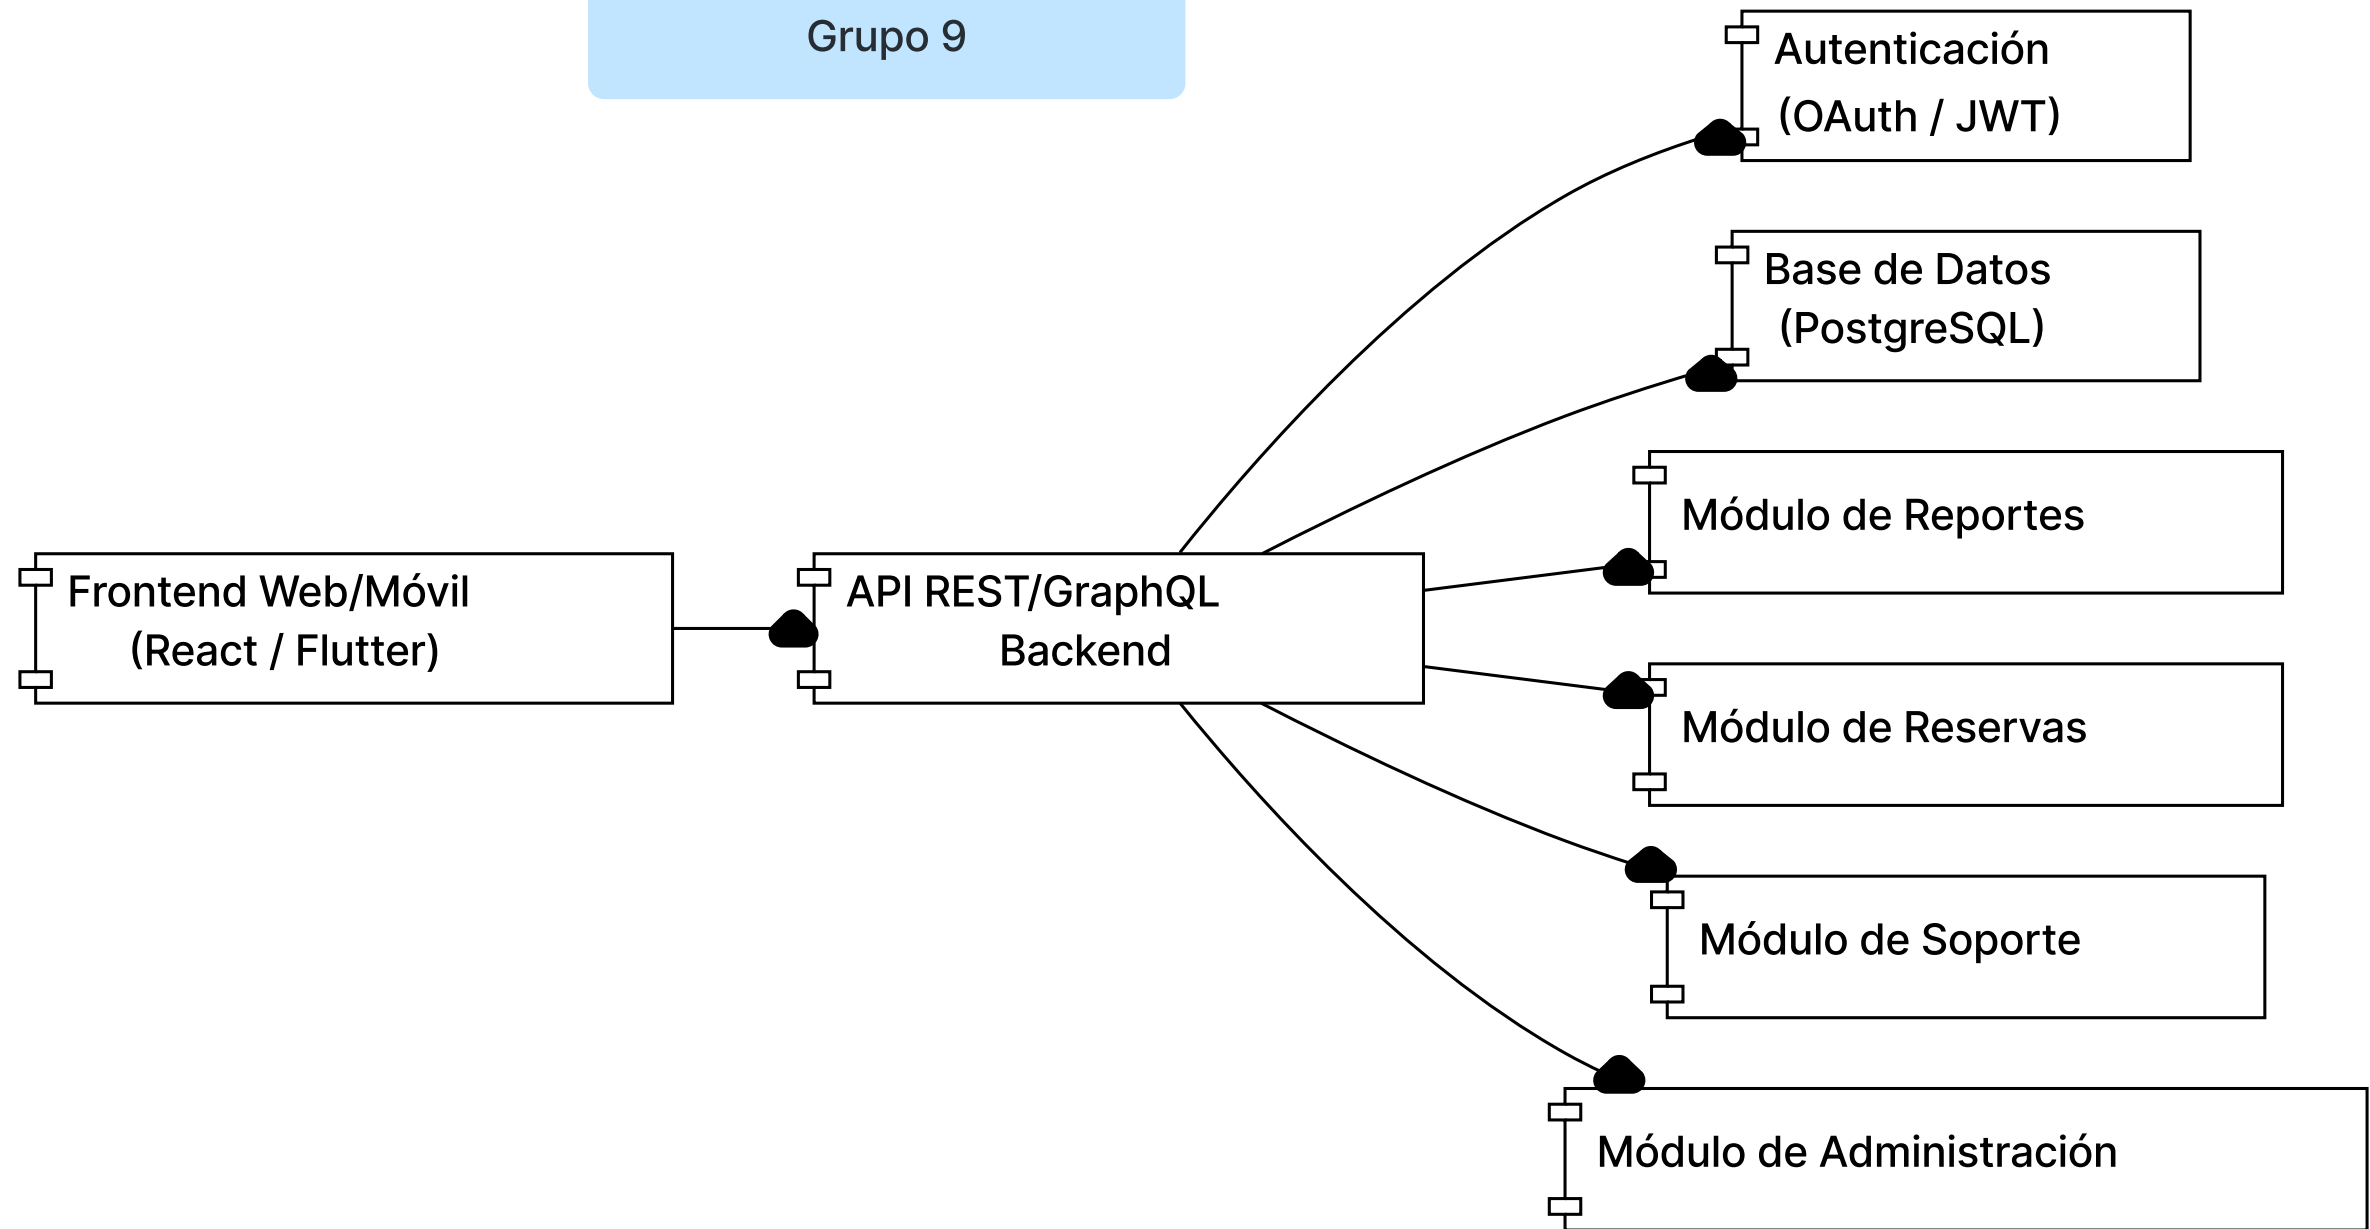 Grupo 9
Autenticación
(OAuth / JWT)
Base de Datos
(PostgreSQL)
Módulo de Reportes
Frontend Web/Móvil
(React / Flutter)
API REST/GraphQL
Backend
Módulo de Reservas
Módulo de Soporte
Módulo de Administración